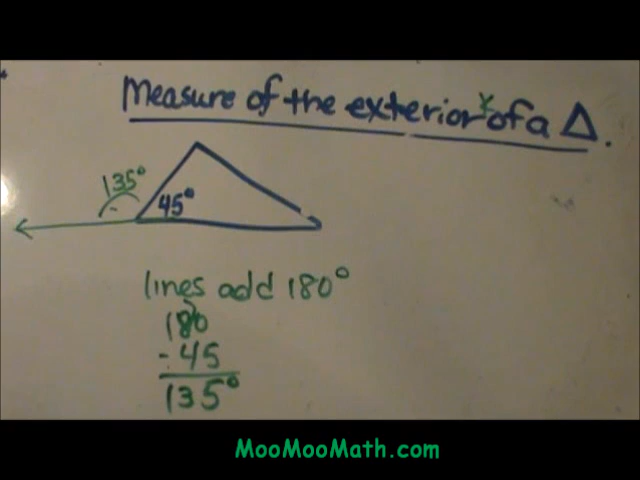 Measure of the exterior ∠ of a Δ.
135°
45°
lines add 180°
180
- 45
135°
MooMooMath.com